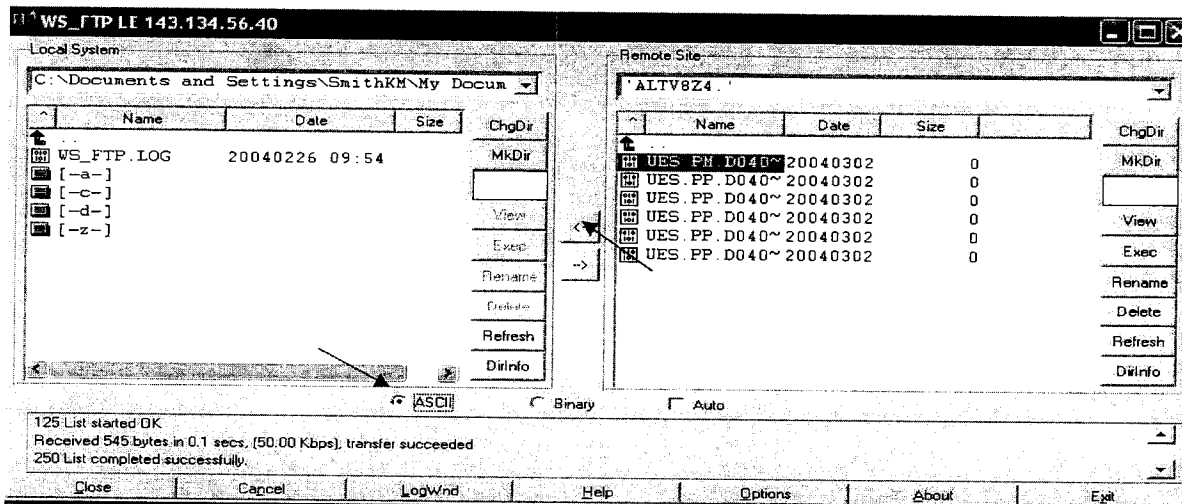 WS_FTP LE 143.134.56.40
Local System
C:\Documents and Settings\SmithKM\My Docum
^ Name Date Size
..
WS_FTP.LOG 20040226 09:54
[-a-]
[-c-]
[-d-]
[-z-]
ChgDir
MkDir
View
Exec
Rename
Delete
Refresh
DirInfo
<--
-->
Remote Site
'ALTV8Z4.'
^ Name Date Size
..
UES.PM.D040~ 20040302 0
UES.PP.D040~ 20040302 0
UES.PP.D040~ 20040302 0
UES.PP.D040~ 20040302 0
UES.PP.D040~ 20040302 0
UES.PP.D040~ 20040302 0
ChgDir
MkDir
View
Exec
Rename
Delete
Refresh
DirInfo
ASCII Binary Auto
125 List started OK
Received 545 bytes in 0.1 secs, (50.00 Kbps), transfer succeeded
250 List completed successfully.
Close Cancel LogWnd Help Options About Exit